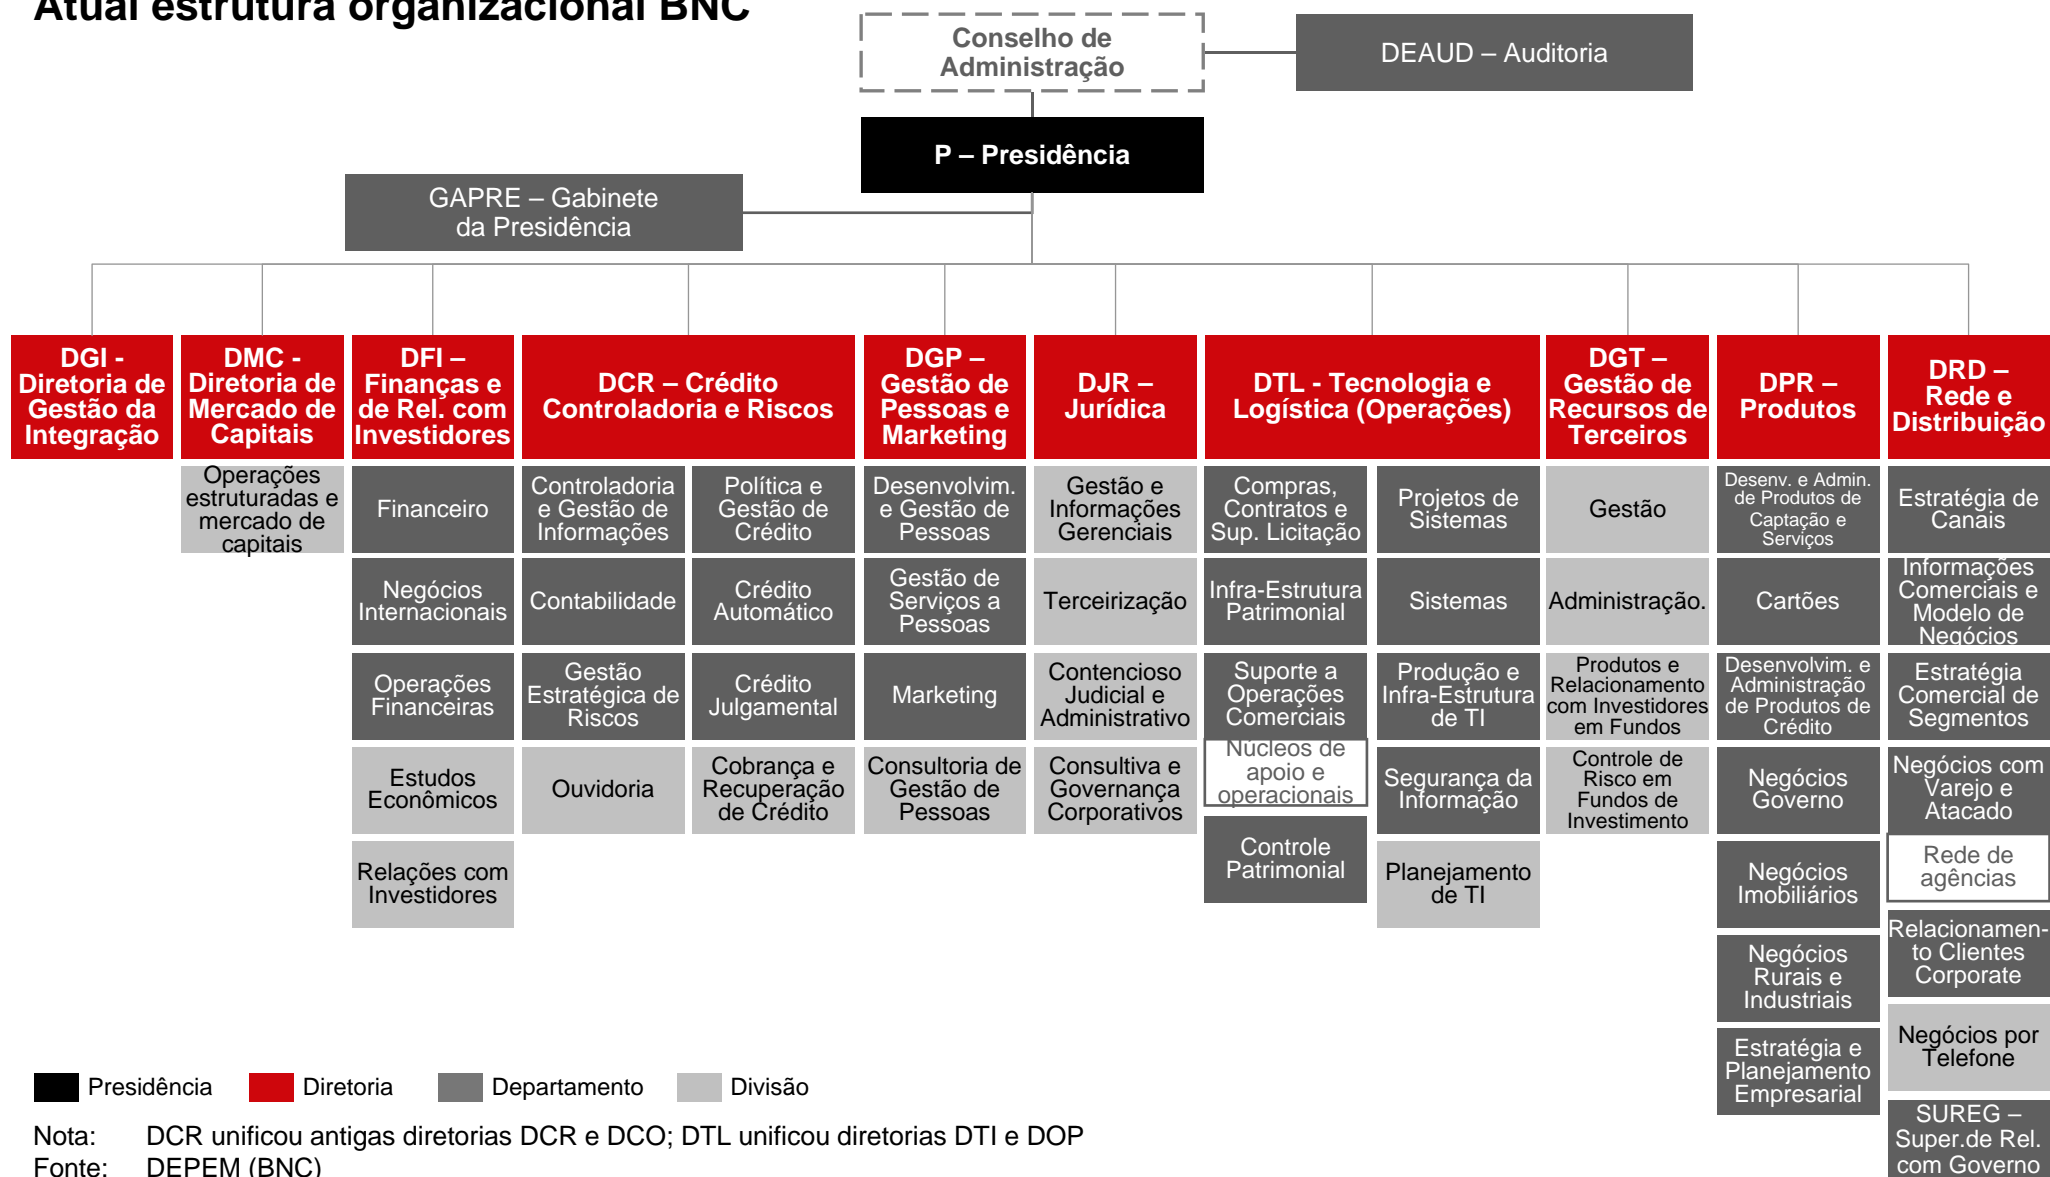 Atual estrutura organizacional BNC
Conselho de
Administração
DEAUD – Auditoria
P – Presidência
GAPRE – Gabinete
da Presidência
DGI -
Diretoria de
Gestão da
Integração
DMC -
Diretoria de
Mercado de
Capitais
DFI –
Finanças e
de Rel. com
Investidores
DCR – Crédito
Controladoria e Riscos
DGP –
Gestão de
Pessoas e
Marketing
DJR –
Jurídica
DTL - Tecnologia e
Logística (Operações)
DGT –
Gestão de
Recursos de
Terceiros
DPR –
Produtos
DRD –
Rede e
Distribuição
Operações
estruturadas e
mercado de
capitais
Financeiro
Negócios
Internacionais
Operações
Financeiras
Estudos
Econômicos
Relações com
Investidores
Controladoria
e Gestão de
Informações
Contabilidade
Gestão
Estratégica de
Riscos
Ouvidoria
Política e
Gestão de
Crédito
Crédito
Automático
Crédito
Julgamental
Cobrança e
Recuperação
de Crédito
Desenvolvim.
e Gestão de
Pessoas
Gestão de
Serviços a
Pessoas
Marketing
Consultoria de
Gestão de
Pessoas
Gestão e
Informações
Gerenciais
Terceirização
Contencioso
Judicial e
Administrativo
Consultiva e
Governança
Corporativos
Compras,
Contratos e
Sup. Licitação
Infra-Estrutura
Patrimonial
Suporte a
Operações
Comerciais
Núcleos de
apoio e
operacionais
Controle
Patrimonial
Projetos de
Sistemas
Sistemas
Produção e
Infra-Estrutura
de TI
Segurança da
Informação
Planejamento
de TI
Gestão
Administração.
Produtos e
Relacionamento
com Investidores
em Fundos
Controle de
Risco em
Fundos de
Investimento
Desenv. e Admin.
de Produtos de
Captação e
Serviços
Cartões
Desenvolvim. e
Administração
de Produtos de
Crédito
Negócios
Governo
Negócios
Imobiliários
Negócios
Rurais e
Industriais
Estratégia e
Planejamento
Empresarial
Estratégia de
Canais
Informações
Comerciais e
Modelo de
Negócios
Estratégia
Comercial de
Segmentos
Negócios com
Varejo e
Atacado
Rede de
agências
Relacionamen-
to Clientes
Corporate
Negócios por
Telefone
SUREG –
Super.de Rel.
com Governo
Presidência
Diretoria
Departamento
Divisão
Nota: DCR unificou antigas diretorias DCR e DCO; DTL unificou diretorias DTI e DOP
Fonte: DEPEM (BNC)